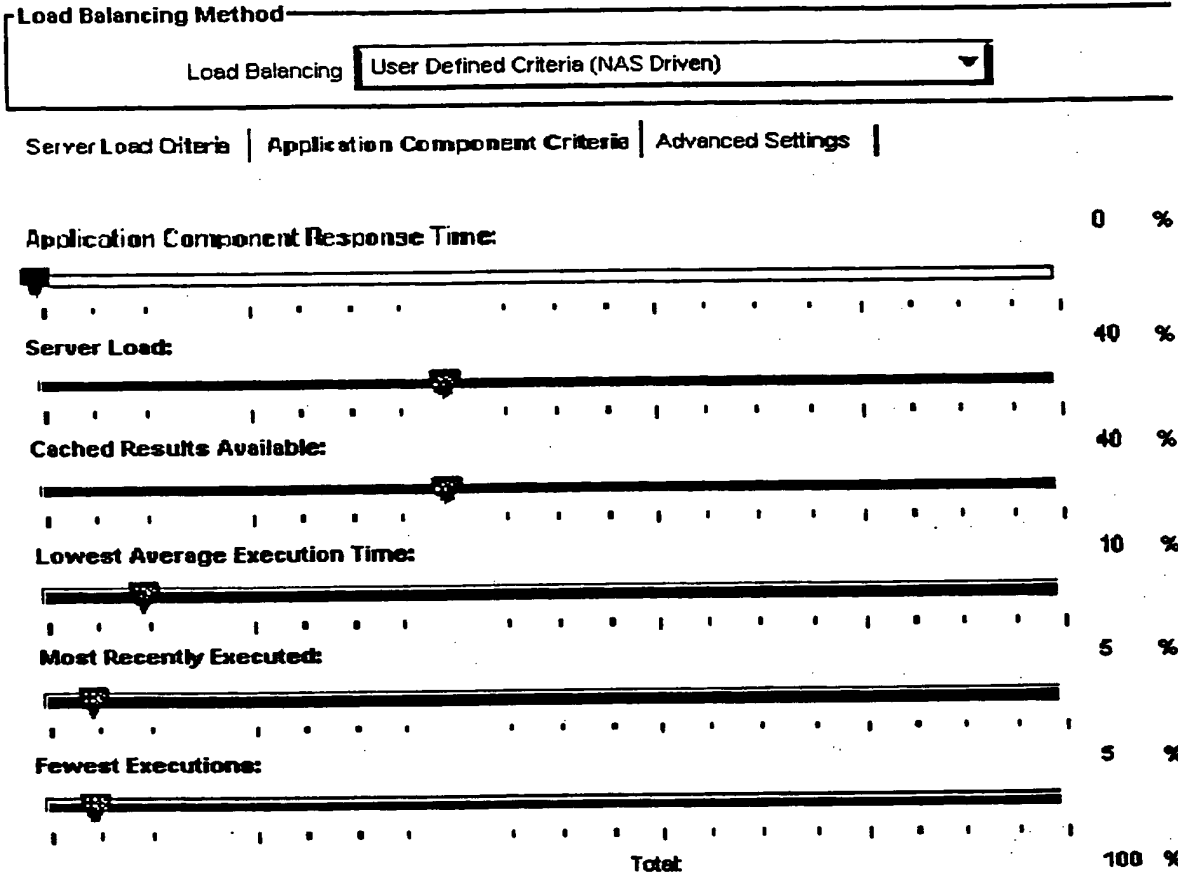 Load Balancing Method
Load Balancing User Defined Criteria (NAS Driven)
Server Load Criteria | Application Component Criteria | Advanced Settings |
Application Component Response Time: 0 %
Server Load: 40 %
Cached Results Available: 40 %
Lowest Average Execution Time: 10 %
Most Recently Executed: 5 %
Fewest Executions: 5 %
Total: 100 %